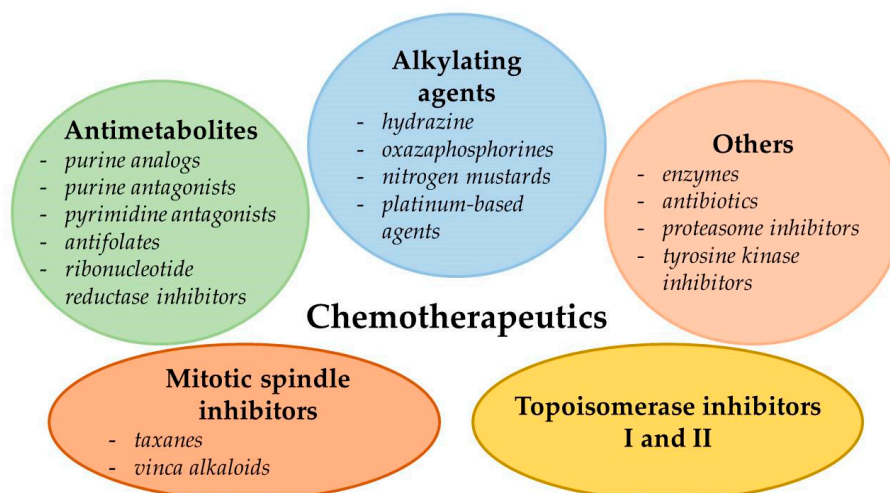 Alkylating
agents
- hydrazine
- oxazaphosphorines
- nitrogen mustards
- platinum-based
agents
Antimetabolites
- purine analogs
- purine antagonists
- pyrimidine antagonists
- antifolates
- ribonucleotide
reductase inhibitors
Others
- enzymes
- antibiotics
- proteasome inhibitors
- tyrosine kinase
inhibitors
Chemotherapeutics
Mitotic spindle
inhibitors
- taxanes
- vinca alkaloids
Topoisomerase inhibitors
I and II